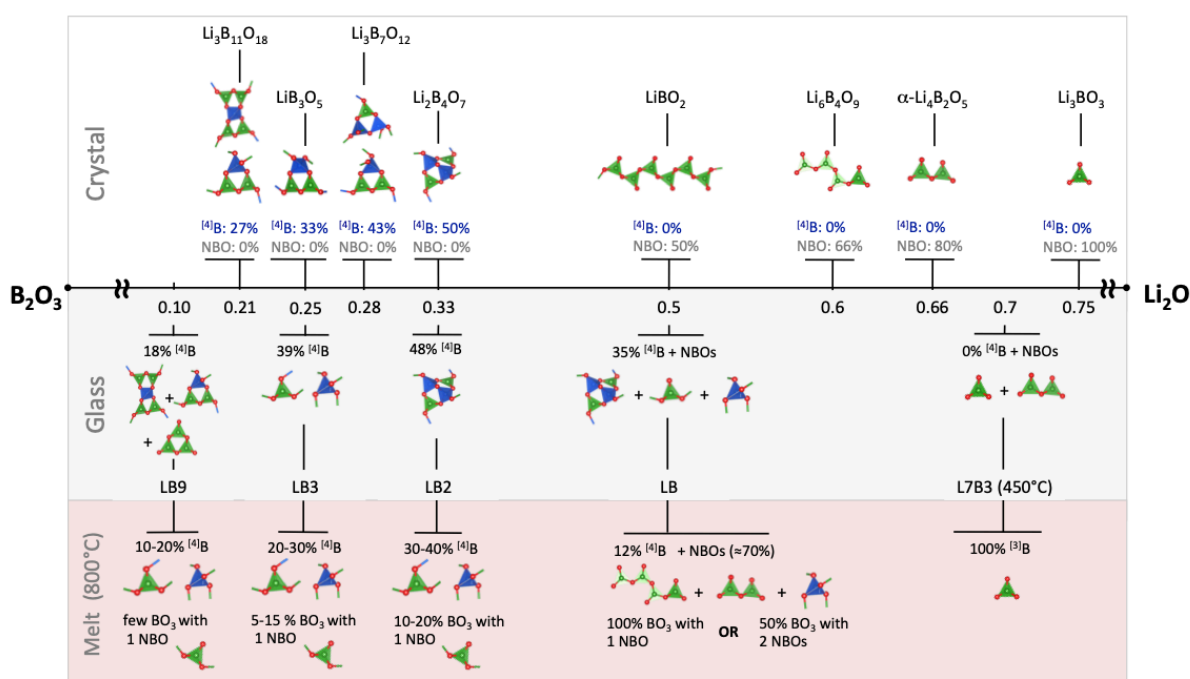 Li₃B₁₁O₁₈
Li₃B₇O₁₂
LiB₃O₅
Li₂B₄O₇
LiBO₂
Li₆B₄O₉
α-Li₄B₂O₅
Li₃BO₃
Crystal
[4]B: 27%
NBO: 0%
[4]B: 33%
NBO: 0%
[4]B: 43%
NBO: 0%
[4]B: 50%
NBO: 0%
[4]B: 0%
NBO: 50%
[4]B: 0%
NBO: 66%
[4]B: 0%
NBO: 80%
[4]B: 0%
NBO: 100%
B₂O₃
Li₂O
0.10
0.21
0.25
0.28
0.33
0.5
0.6
0.66
0.7
0.75
Glass
18% [4]B
+
+
39% [4]B
48% [4]B
35% [4]B + NBOs
+
+
0% [4]B + NBOs
+
LB9
LB3
LB2
LB
L7B3 (450°C)
Melt (800°C)
10-20% [4]B
few BO₃ with
1 NBO
20-30% [4]B
5-15 % BO₃ with
1 NBO
30-40% [4]B
10-20% BO₃ with
1 NBO
12% [4]B + NBOs (≈70%)
+
+
100% BO₃ with
1 NBO
OR
50% BO₃ with
2 NBOs
100% [3]B